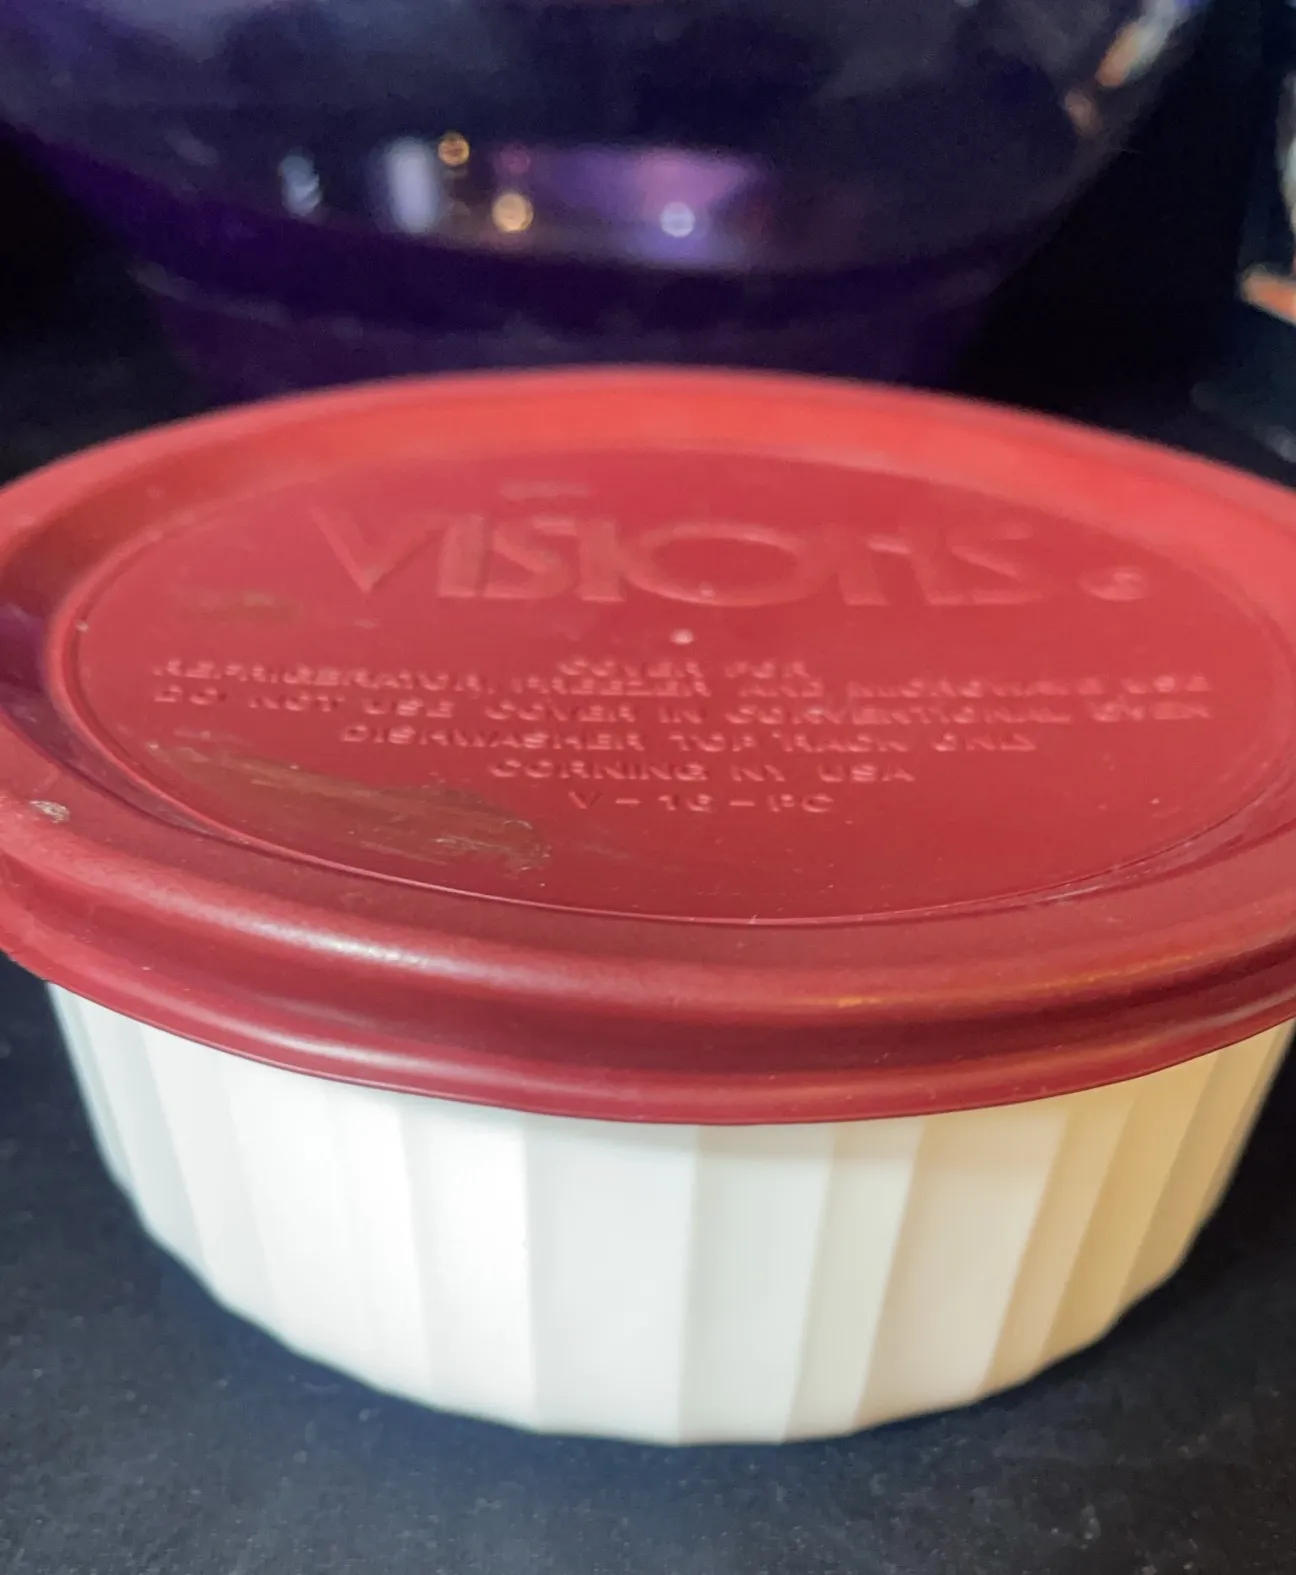 VISIONS ®
COVER FOR
REFRIGERATOR, FREEZER AND MICROWAVE USE
DO NOT USE COVER IN CONVENTIONAL OVEN
DISHWASHER TOP RACK ONLY
CORNING NY USA
V-16-PC